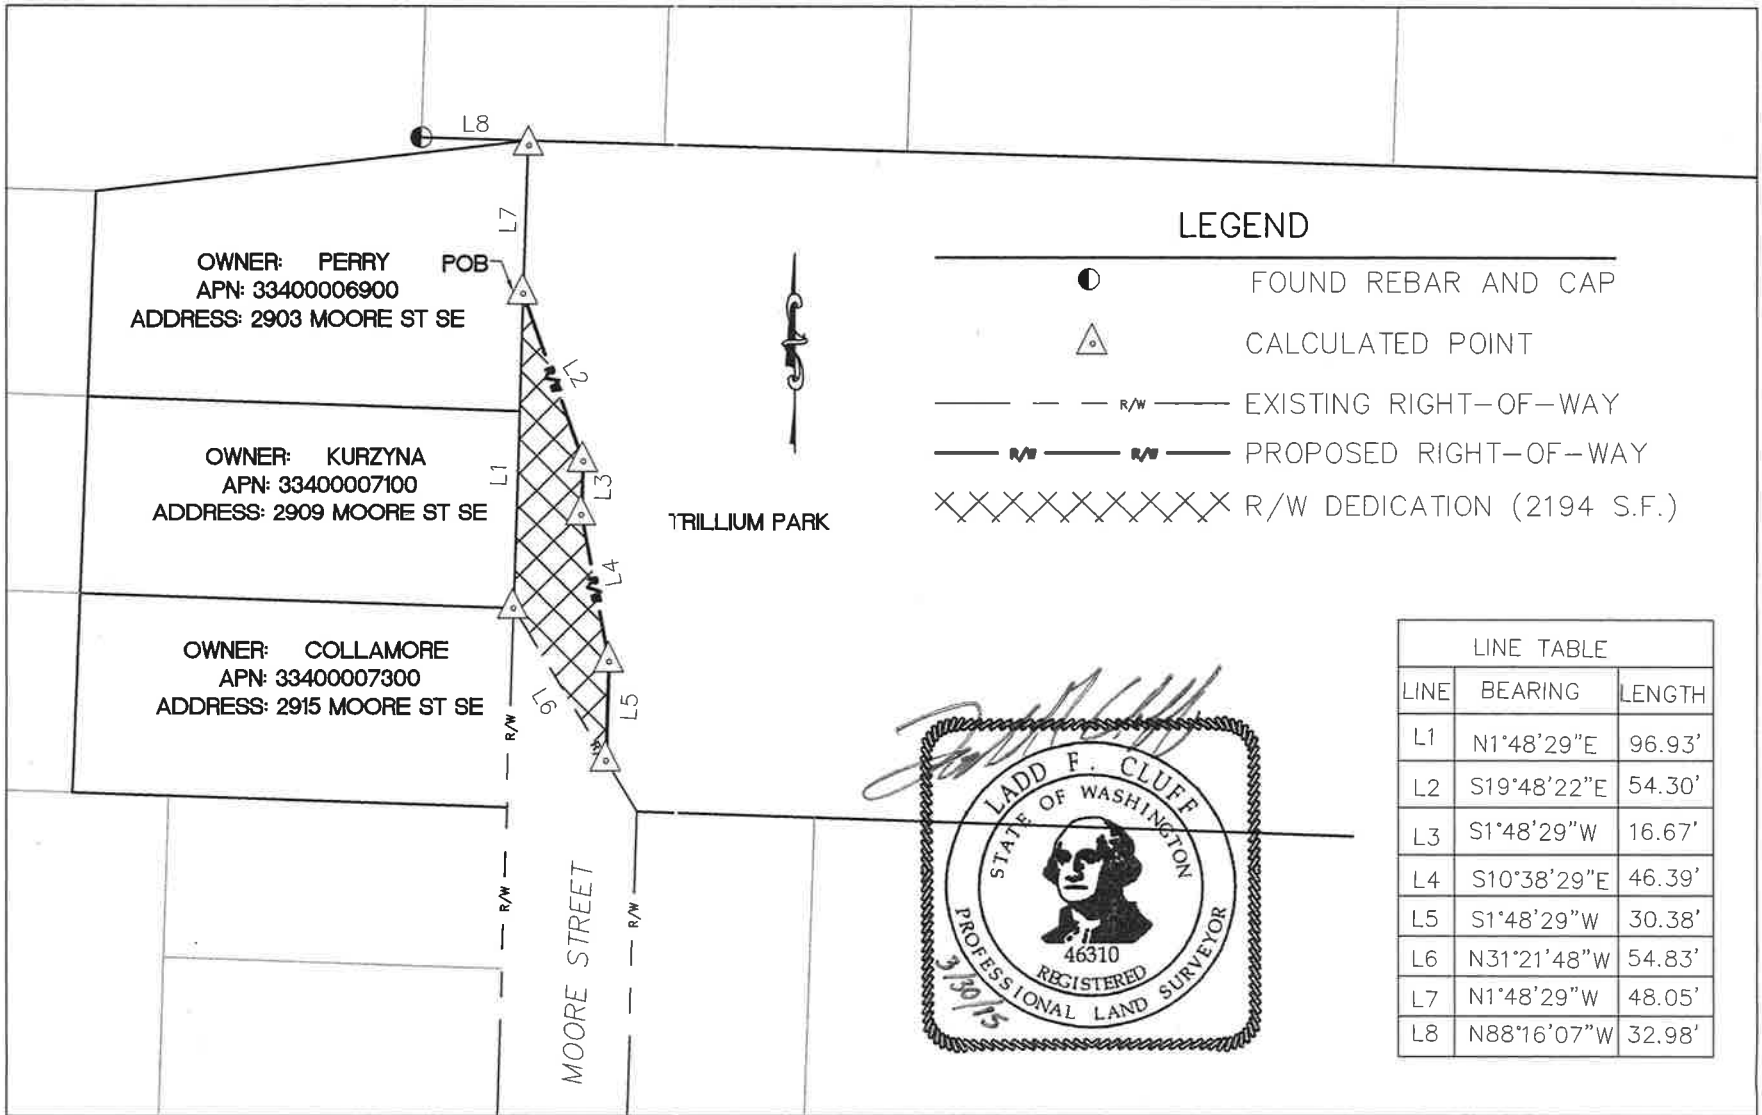 L8
L7
OWNER: PERRY
APN: 33400006900
ADDRESS: 2903 MOORE ST SE
POB
L2
R/W
OWNER: KURZYNA
APN: 33400007100
ADDRESS: 2909 MOORE ST SE
L1
L3
L4
R/W
TRILLIUM PARK
OWNER: COLLAMORE
APN: 33400007300
ADDRESS: 2915 MOORE ST SE
L6
L5
R/W
R/W
R/W
MOORE STREET
LEGEND
FOUND REBAR AND CAP
CALCULATED POINT
R/W EXISTING RIGHT-OF-WAY
R/W R/W PROPOSED RIGHT-OF-WAY
R/W DEDICATION (2194 S.F.)
LADD F. CLUFF
STATE OF WASHINGTON
46310
REGISTERED
PROFESSIONAL LAND SURVEYOR
3/30/15
LINE TABLE
LINE BEARING LENGTH
L1 N1°48'29"E 96.93'
L2 S19°48'22"E 54.30'
L3 S1°48'29"W 16.67'
L4 S10°38'29"E 46.39'
L5 S1°48'29"W 30.38'
L6 N31°21'48"W 54.83'
L7 N1°48'29"W 48.05'
L8 N88°16'07"W 32.98'